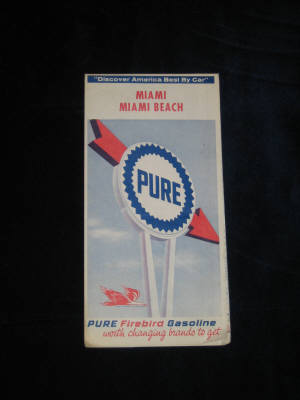 "Discover America Best By Car"
MIAMI
MIAMI BEACH
PURE
PURE Firebird Gasoline
worth changing brands to get